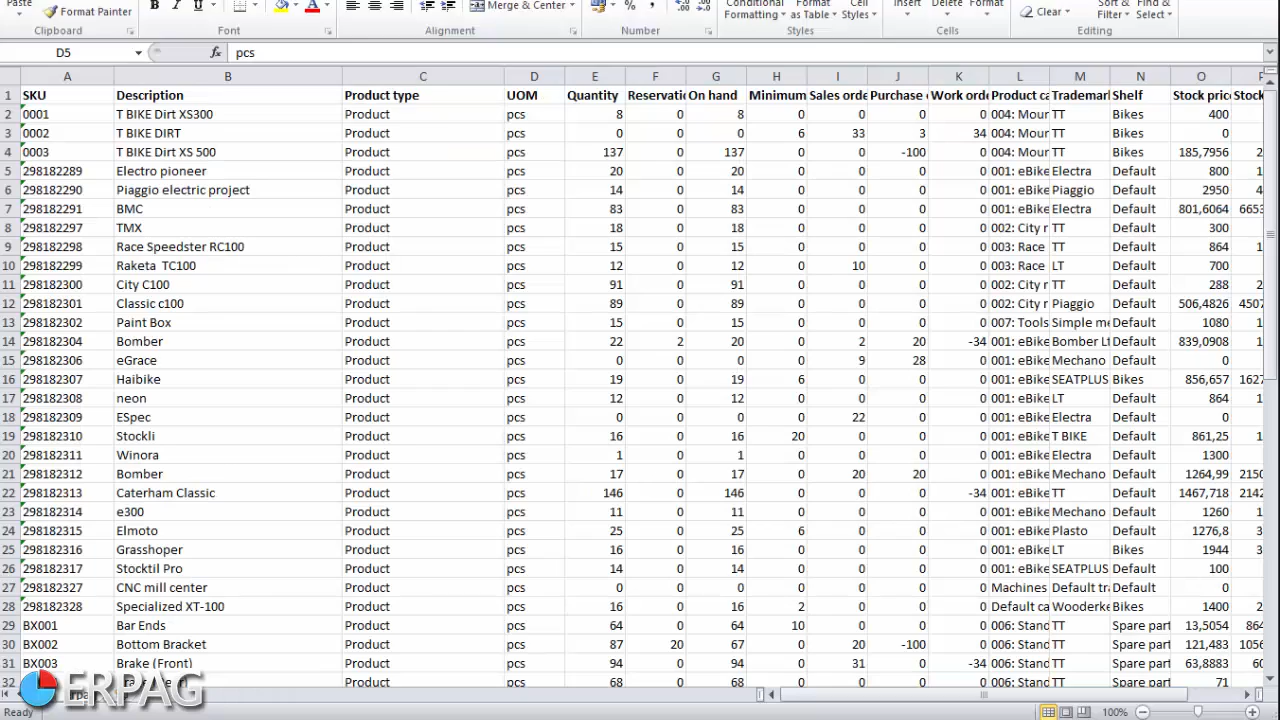 Paste Format Painter B I U Merge & Center % , Conditional Format Cell Insert Delete Format Clear Sort & Find &
Formatting as Table Styles Filter Select
Clipboard Font Alignment Number Styles Cells Editing
D5 fx pcs
A B C D E F G H I J K L M N O P
1 SKU Description Product type UOM Quantity Reservati On hand Minimum Sales orde Purchase o Work orde Product ca Trademark Shelf Stock price Stock
2 0001 T BIKE Dirt XS300 Product pcs 8 0 8 0 0 0 0 004: Mour TT Bikes 400
3 0002 T BIKE DIRT Product pcs 0 0 0 6 33 3 34 004: Mour TT Bikes 0
4 0003 T BIKE Dirt XS 500 Product pcs 137 0 137 0 0 -100 0 004: Mour TT Bikes 185,7956 2
5 298182289 Electro pioneer Product pcs 20 0 20 0 0 0 0 001: eBike Electra Default 800 1
6 298182290 Piaggio electric project Product pcs 14 0 14 0 0 0 0 001: eBike Piaggio Default 2950 4
7 298182291 BMC Product pcs 83 0 83 0 0 0 0 001: eBike Electra Default 801,6064 6653
8 298182297 TMX Product pcs 18 0 18 0 0 0 0 002: City r TT Default 300
9 298182298 Race Speedster RC100 Product pcs 15 0 15 0 0 0 0 003: Race TT Default 864 1
10 298182299 Raketa TC100 Product pcs 12 0 12 0 10 0 0 003: Race LT Default 700
11 298182300 City C100 Product pcs 91 0 91 0 0 0 0 002: City r TT Default 288 2
12 298182301 Classic c100 Product pcs 89 0 89 0 0 0 0 002: City r Piaggio Default 506,4826 4507
13 298182302 Paint Box Product pcs 15 0 15 0 0 0 0 007: Tools Simple me Default 1080 1
14 298182304 Bomber Product pcs 22 2 20 0 2 20 -34 001: eBike Bomber Lt Default 839,0908 1
15 298182306 eGrace Product pcs 0 0 0 0 9 28 0 001: eBike Mechano Default 0
16 298182307 Haibike Product pcs 19 0 19 6 0 0 0 001: eBike SEATPLUS Bikes 856,657 1627
17 298182308 neon Product pcs 12 0 12 0 0 0 0 001: eBike LT Default 864 1
18 298182309 ESpec Product pcs 0 0 0 0 22 0 0 001: eBike Electra Default 0
19 298182310 Stockli Product pcs 16 0 16 20 0 0 0 001: eBike T BIKE Default 861,25 1
20 298182311 Winora Product pcs 1 0 1 0 0 0 0 001: eBike Electra Default 1300
21 298182312 Bomber Product pcs 17 0 17 0 20 20 0 001: eBike Mechano Default 1264,99 2150
22 298182313 Caterham Classic Product pcs 146 0 146 0 0 0 -34 001: eBike TT Default 1467,718 2142
23 298182314 e300 Product pcs 11 0 11 0 0 0 0 001: eBike Mechano Default 1260 1
24 298182315 Elmoto Product pcs 25 0 25 6 0 0 0 001: eBike Plasto Default 1276,8 3
25 298182316 Grasshoper Product pcs 16 0 16 0 0 0 0 001: eBike LT Bikes 1944 3
26 298182317 Stocktil Pro Product pcs 14 0 14 0 0 0 0 001: eBike SEATPLUS Default 100
27 298182327 CNC mill center Product pcs 0 0 0 0 0 0 0 Machines Default tra Default 0
28 298182328 Specialized XT-100 Product pcs 16 0 16 2 0 0 0 Default ca Wooderke Bikes 1400 2
29 BX001 Bar Ends Product pcs 64 0 64 10 0 0 0 006: Stand TT Spare part 13,5054 864
30 BX002 Bottom Bracket Product pcs 87 20 67 0 20 -100 0 006: Stand TT Spare part 121,483 1056
31 BX003 Brake (Front) Product pcs 94 0 94 0 31 0 -34 006: Stand TT Spare part 63,8883 60
32 Product pcs 68 0 68 0 0 0 0 006: Stand TT Spare part 71
ERPAG
Ready 100%